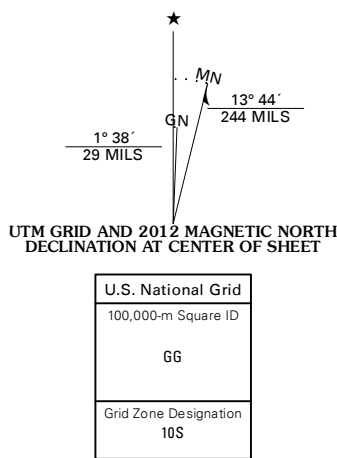 ★
MN
GN
13° 44´
244 MILS
1° 38´
29 MILS
UTM GRID AND 2012 MAGNETIC NORTH
DECLINATION AT CENTER OF SHEET
U.S. National Grid
100,000-m Square ID
GG
Grid Zone Designation
10S